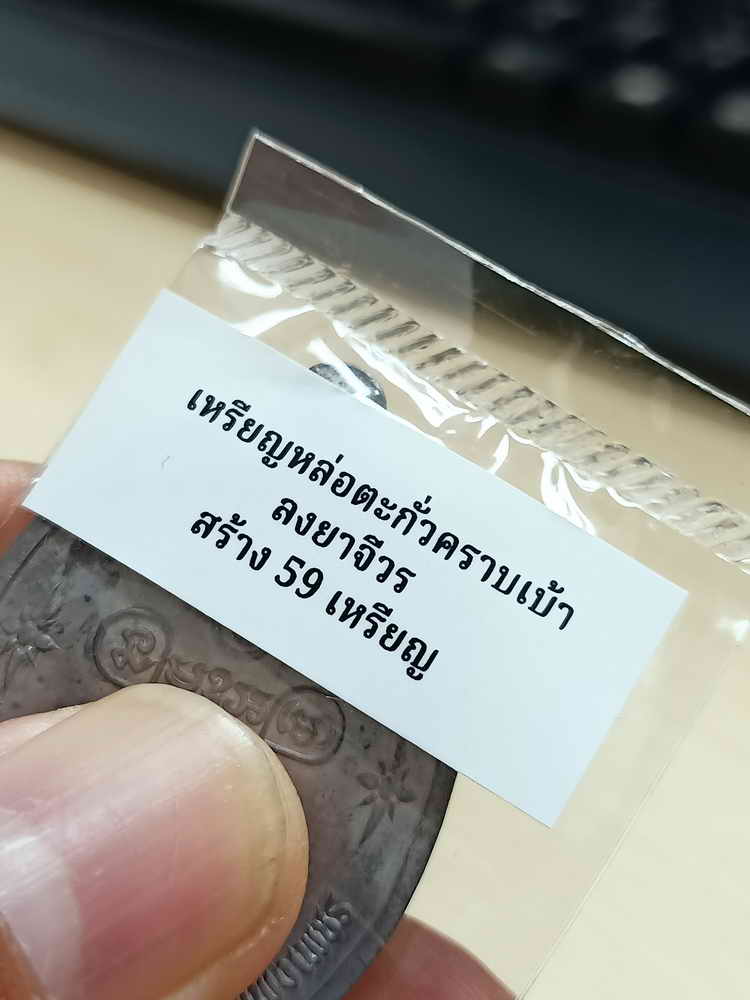 เหรียญหล่อตะกั่วคราบเบ้า
ลงยาจีวร
สร้าง 59 เหรียญ